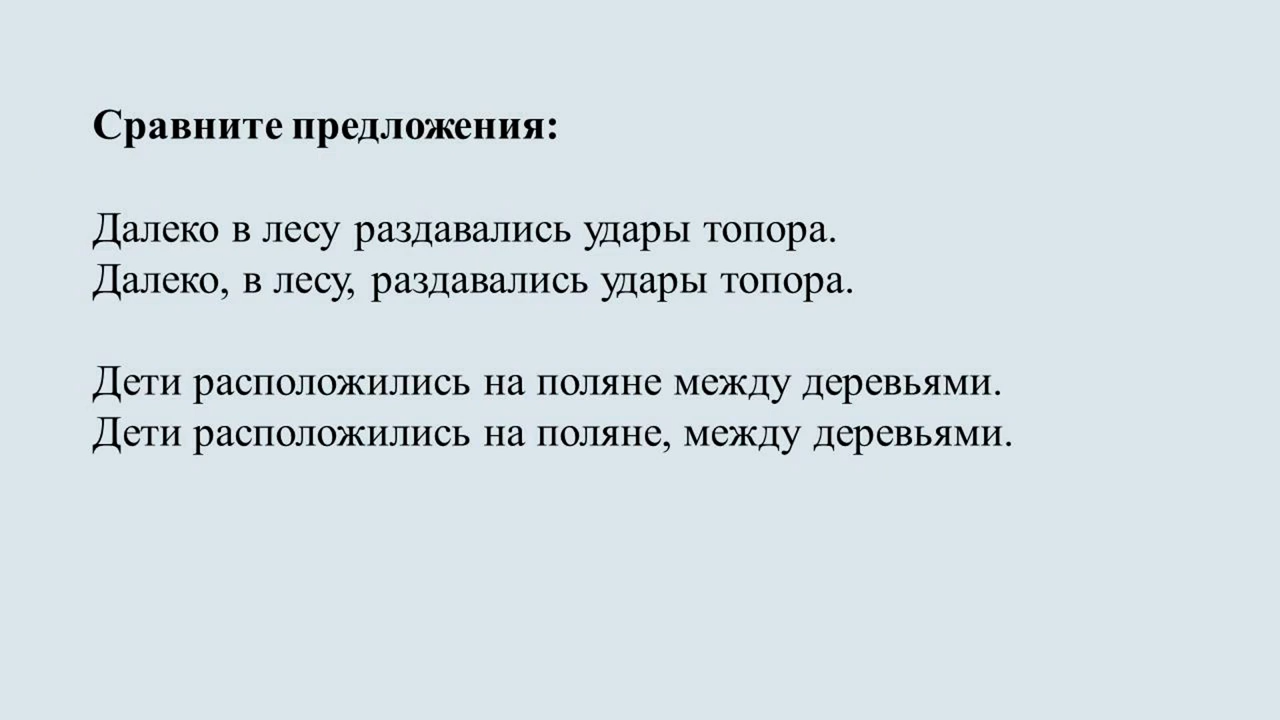 Сравните предложения:
Далеко в лесу раздавались удары топора.
Далеко, в лесу, раздавались удары топора.
Дети расположились на поляне между деревьями.
Дети расположились на поляне, между деревьями.